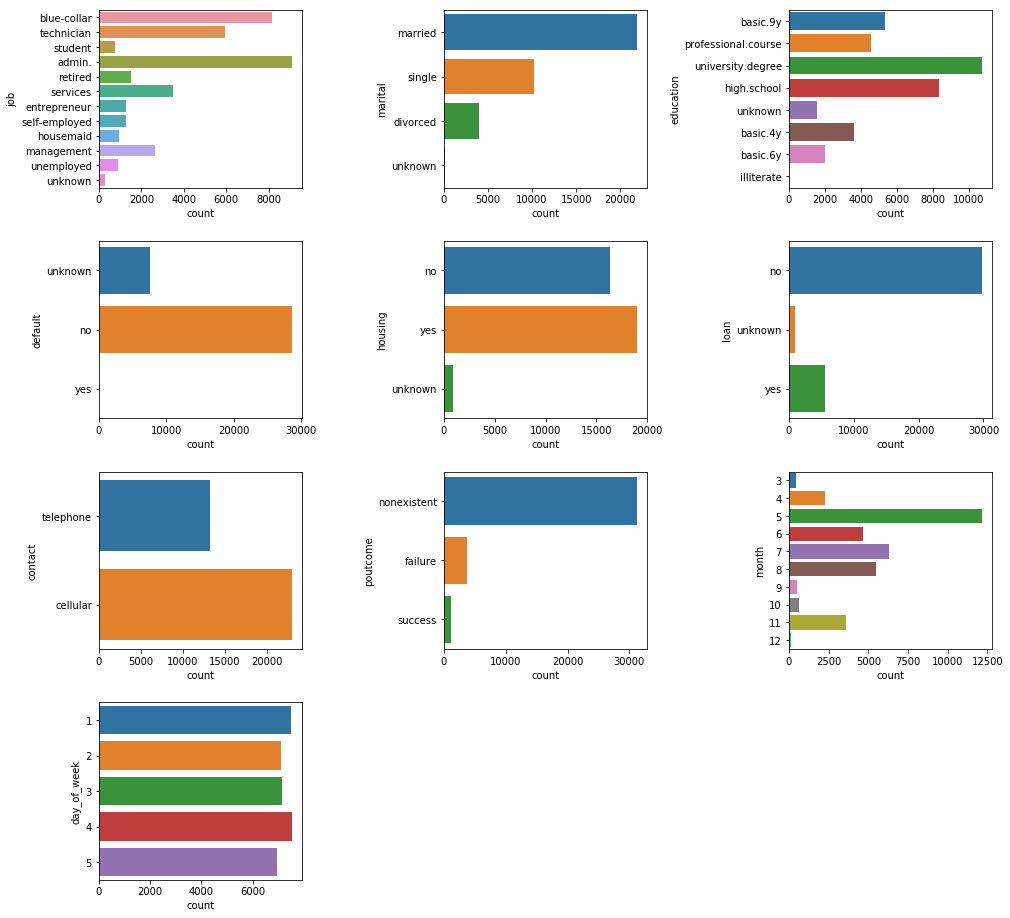 blue-collar
technician
student
admin.
retired
services
entrepreneur
self-employed
housemaid
management
unemployed
unknown
job
0 2000 4000 6000 8000
count
married
single
divorced
unknown
marital
0 5000 10000 15000 20000
count
basic.9y
professional.course
university.degree
high.school
unknown
basic.4y
basic.6y
illiterate
education
0 2000 4000 6000 8000 10000
count
unknown
no
yes
default
0 10000 20000 30000
count
no
yes
unknown
housing
0 5000 10000 15000 20000
count
no
unknown
yes
loan
0 10000 20000 30000
count
telephone
cellular
contact
0 5000 10000 15000 20000
count
nonexistent
failure
success
poutcome
0 10000 20000 30000
count
3
4
5
6
7
8
9
10
11
12
month
0 2500 5000 7500 10000 12500
count
1
2
3
4
5
day_of_week
0 2000 4000 6000
count